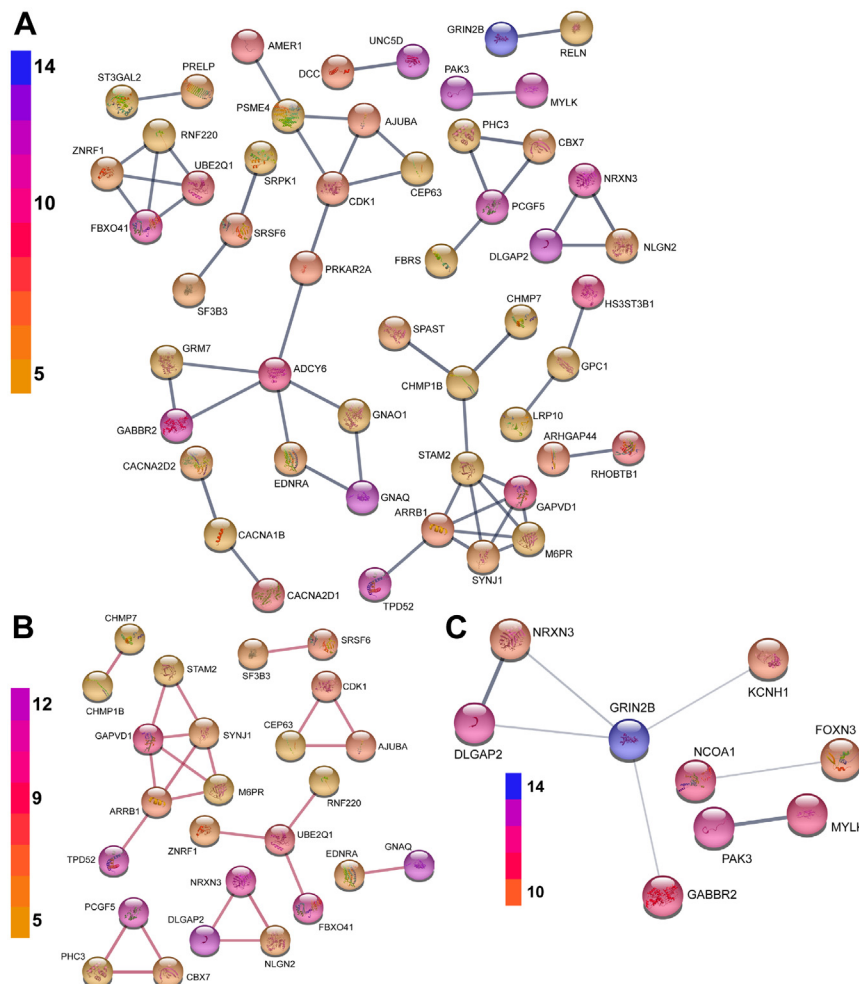 A
14
10
5
AMER1
UNC5D
DCC
GRIN2B
RELN
ST3GAL2
PRELP
PAK3
MYLK
PSME4
AJUBA
RNF220
ZNRF1
UBE2Q1
FBXO41
SRPK1
SRSF6
SF3B3
CEP63
CDK1
PHC3
CBX7
PCGF5
FBRS
NRXN3
DLGAP2
NLGN2
PRKAR2A
HS3ST3B1
SPAST
CHMP7
GPC1
CHMP1B
LRP10
GRM7
ADCY6
GABBR2
GNAO1
EDNRA
GNAQ
CACNA2D2
CACNA1B
CACNA2D1
STAM2
ARHGAP44
RHOBTB1
GAPVD1
ARRB1
M6PR
SYNJ1
TPD52
B
12
9
5
CHMP7
CHMP1B
STAM2
SRSF6
SF3B3
CDK1
CEP63
AJUBA
GAPVD1
SYNJ1
M6PR
ARRB1
TPD52
RNF220
ZNRF1
UBE2Q1
FBXO41
EDNRA
GNAQ
NRXN3
DLGAP2
NLGN2
PCGF5
PHC3
CBX7
C
NRXN3
KCNH1
GRIN2B
DLGAP2
FOXN3
NCOA1
14
10
PAK3
MYLK
GABBR2